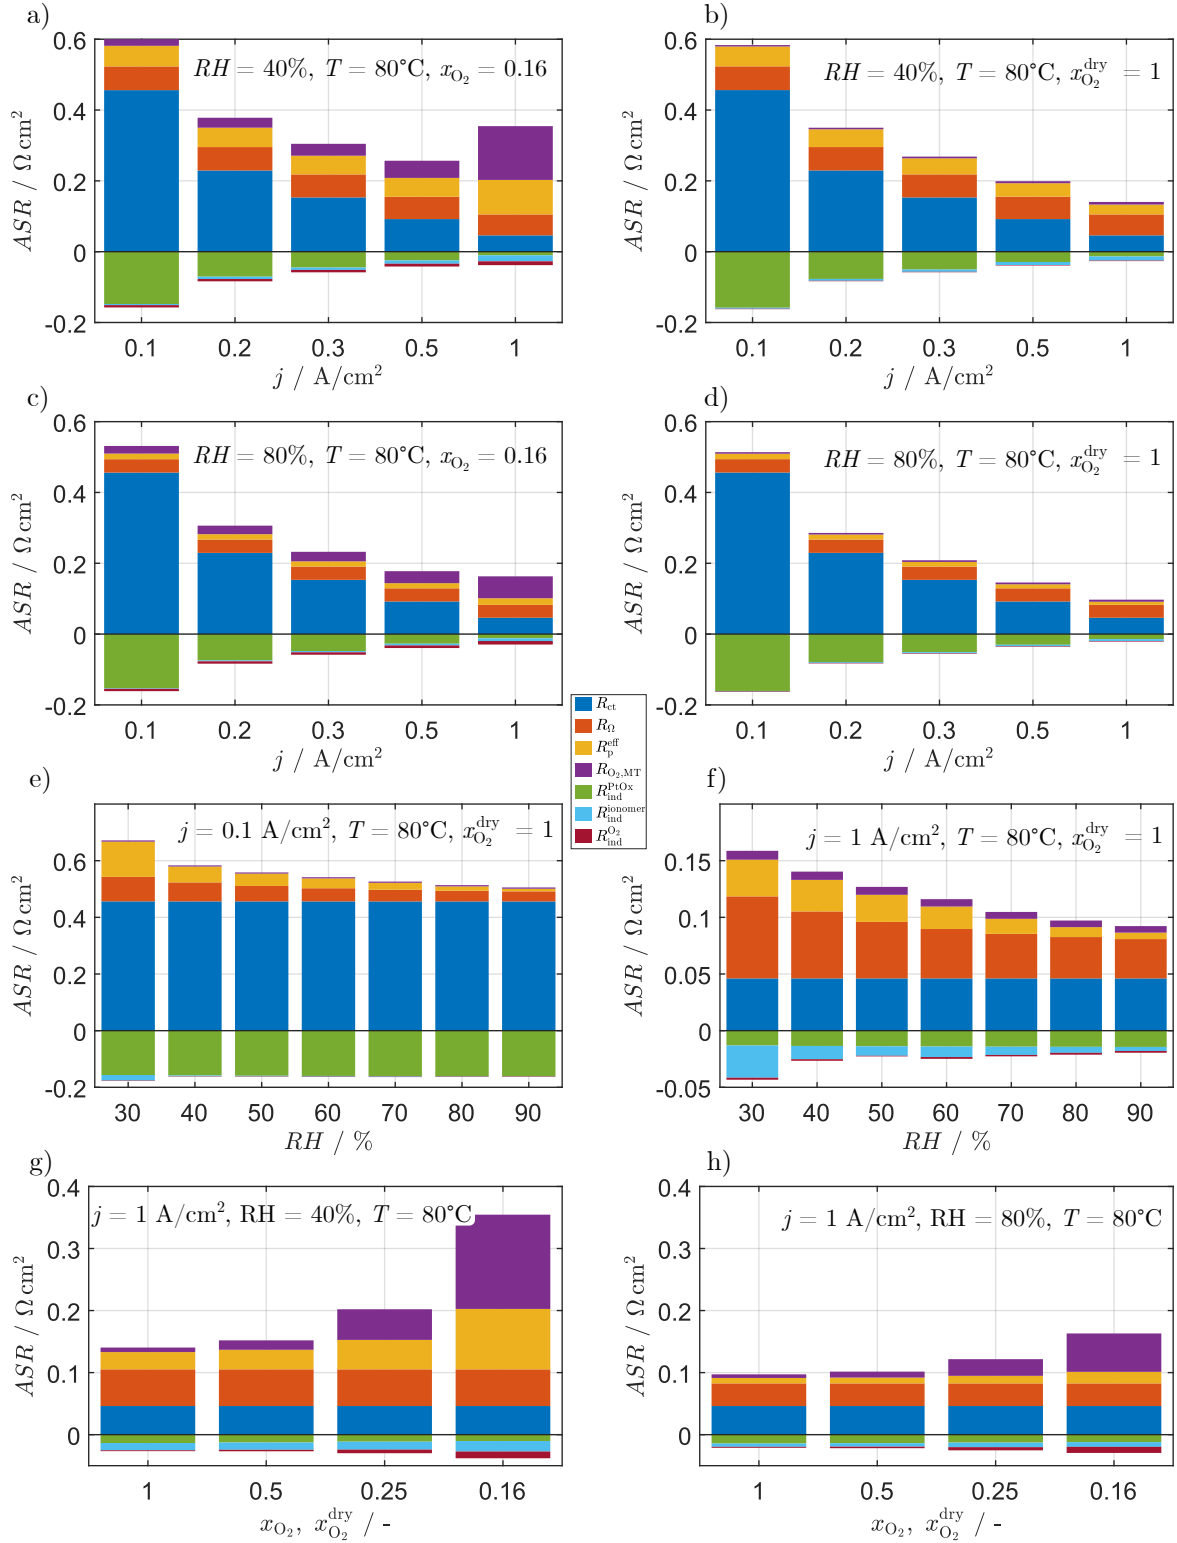 a)
RH = 40%, T = 80°C, x_O2 = 0.16
ASR / Ω cm²
0.6
0.4
0.2
0
-0.2
0.1 0.2 0.3 0.5 1
j / A/cm²
b)
RH = 40%, T = 80°C, x_O2^dry = 1
ASR / Ω cm²
0.6
0.4
0.2
0
-0.2
0.1 0.2 0.3 0.5 1
j / A/cm²
c)
RH = 80%, T = 80°C, x_O2 = 0.16
ASR / Ω cm²
0.6
0.4
0.2
0
-0.2
0.1 0.2 0.3 0.5 1
j / A/cm²
d)
RH = 80%, T = 80°C, x_O2^dry = 1
ASR / Ω cm²
0.6
0.4
0.2
0
-0.2
0.1 0.2 0.3 0.5 1
j / A/cm²
R_ct
R_Ω
R_p^eff
R_O2,MT
R_ind^PtOx
R_ind^ionomer
R_ind^O2
e)
j = 0.1 A/cm², T = 80°C, x_O2^dry = 1
ASR / Ω cm²
0.6
0.4
0.2
0
-0.2
30 40 50 60 70 80 90
RH / %
f)
j = 1 A/cm², T = 80°C, x_O2^dry = 1
ASR / Ω cm²
0.15
0.1
0.05
0
-0.05
30 40 50 60 70 80 90
RH / %
g)
j = 1 A/cm², RH = 40%, T = 80°C
ASR / Ω cm²
0.4
0.3
0.2
0.1
0
1 0.5 0.25 0.16
x_O2, x_O2^dry / -
h)
j = 1 A/cm², RH = 80%, T = 80°C
ASR / Ω cm²
0.4
0.3
0.2
0.1
0
1 0.5 0.25 0.16
x_O2, x_O2^dry / -